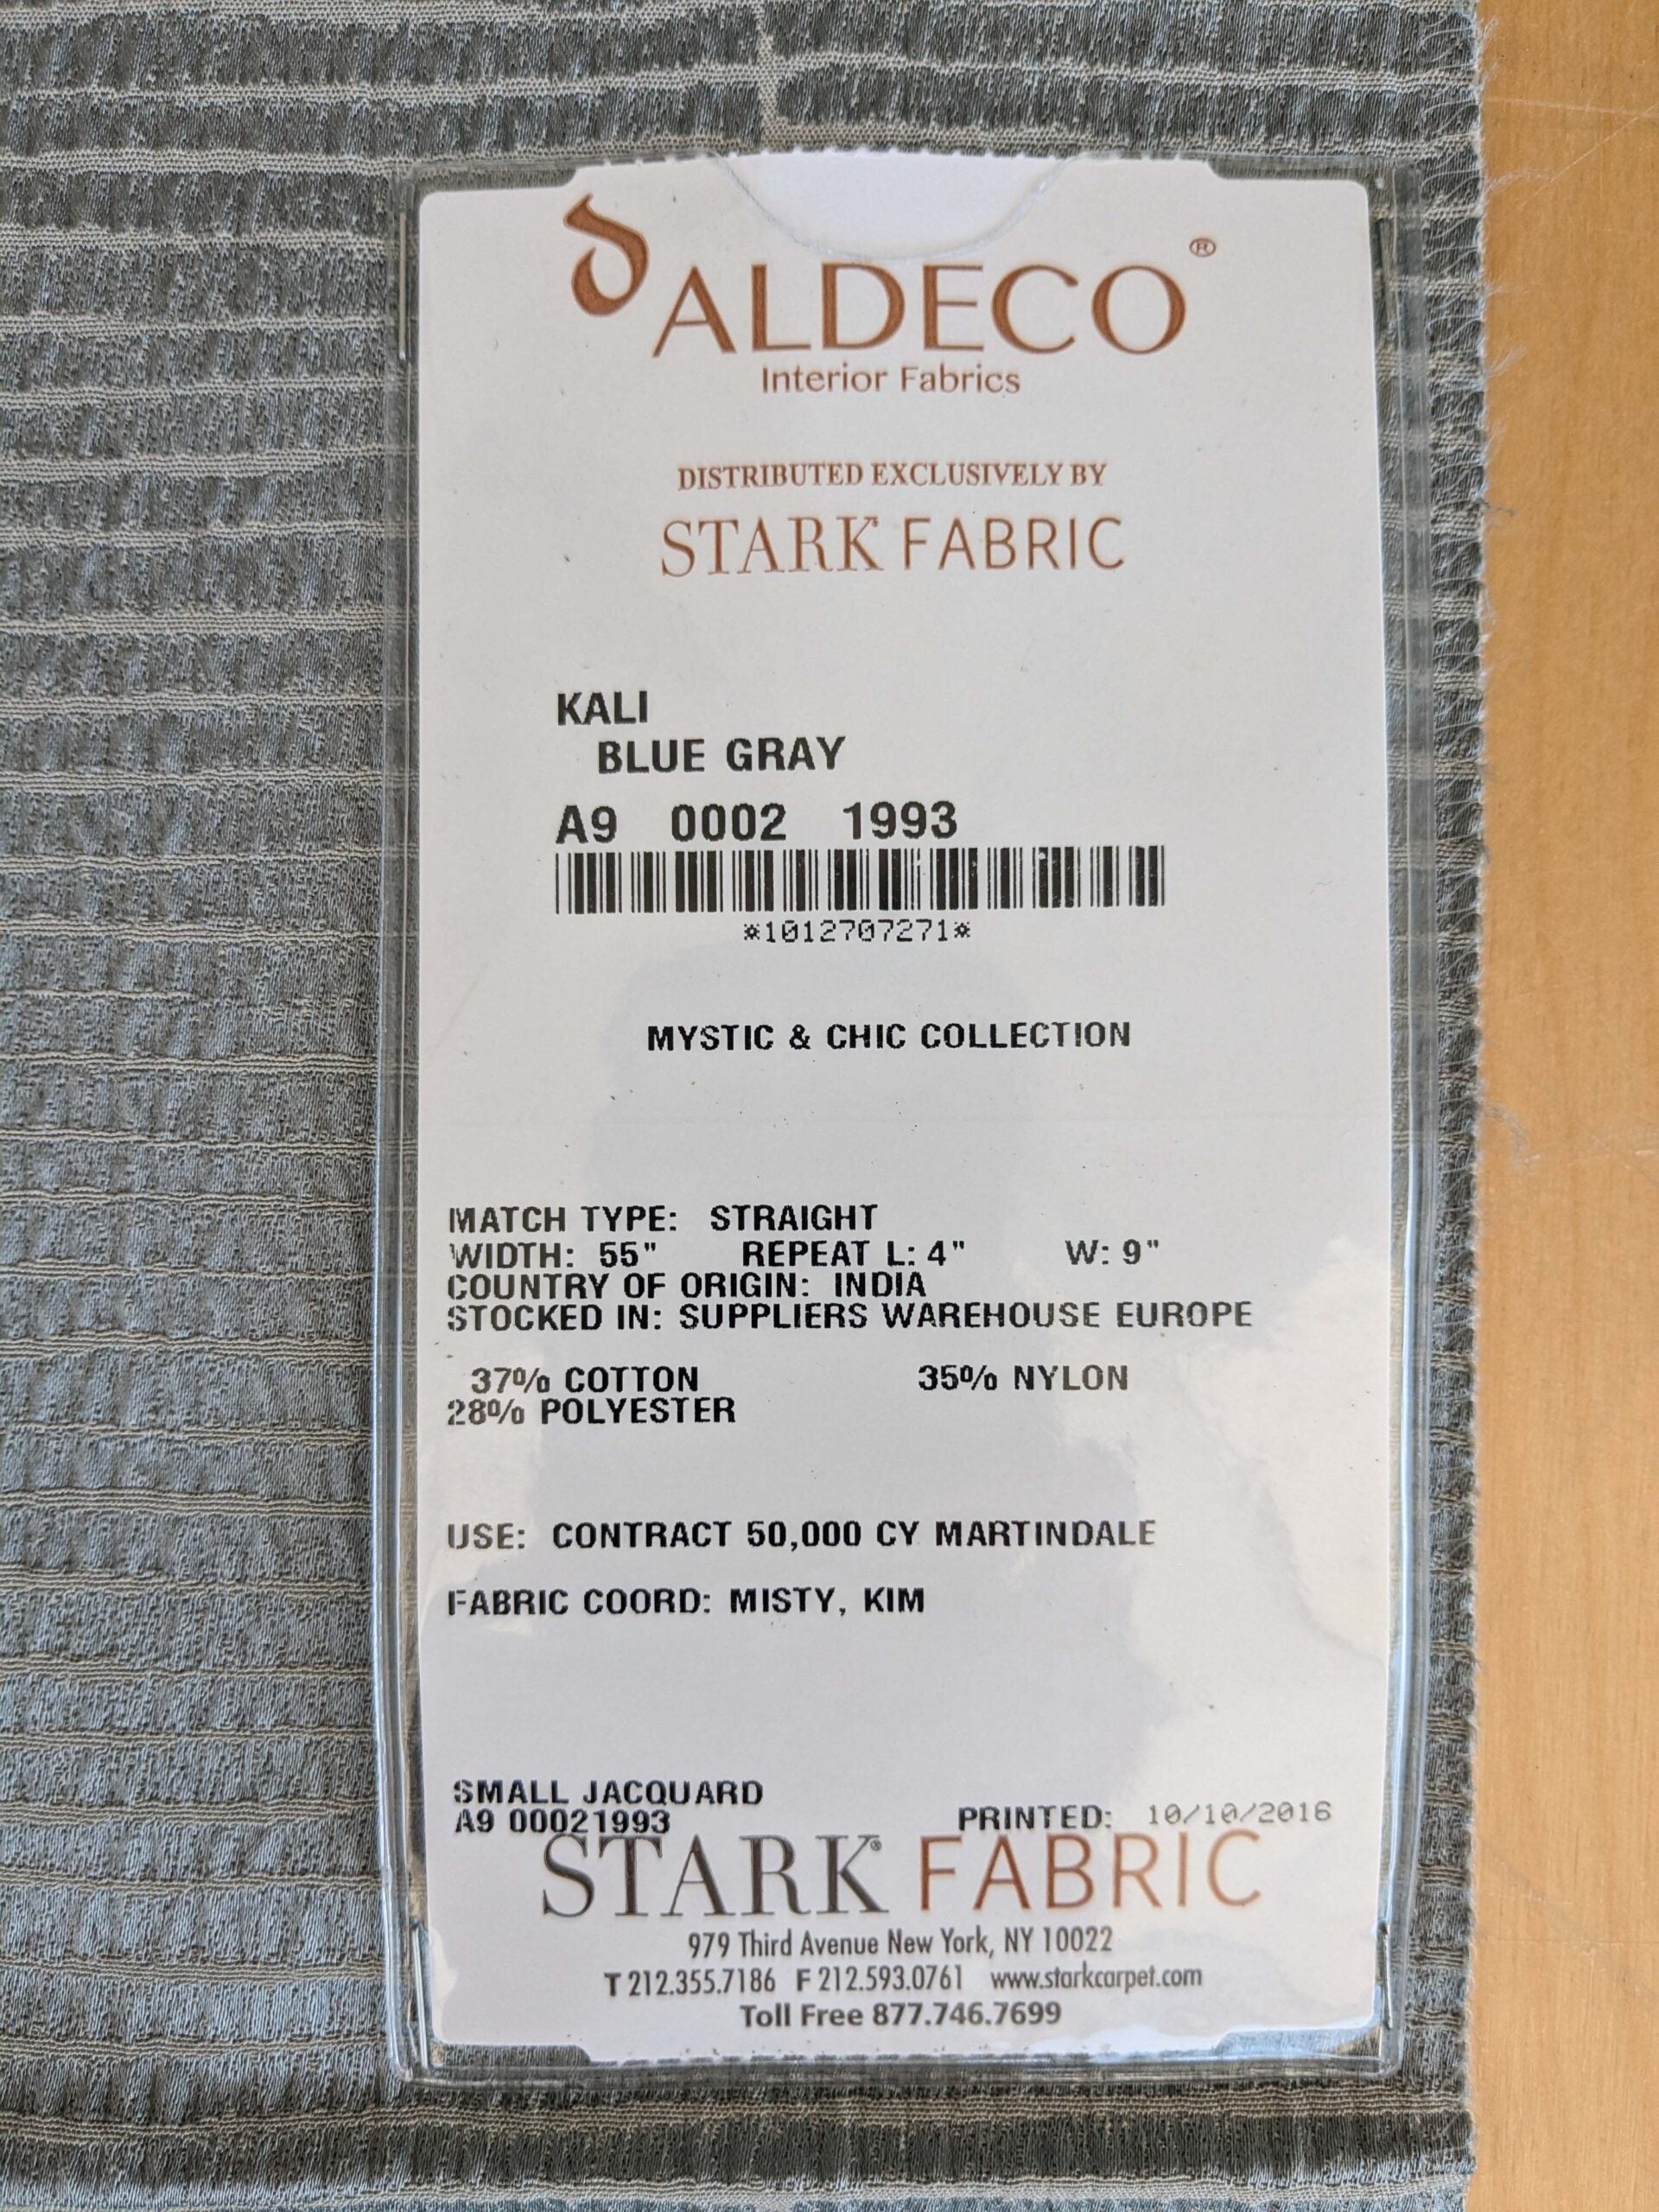 ALDECO®
Interior Fabrics
DISTRIBUTED EXCLUSIVELY BY
STARK FABRIC
KALI
BLUE GRAY
A9 0002 1993
*1012707271*
MYSTIC & CHIC COLLECTION
MATCH TYPE: STRAIGHT
WIDTH: 55" REPEAT L: 4" W: 9"
COUNTRY OF ORIGIN: INDIA
STOCKED IN: SUPPLIERS WAREHOUSE EUROPE
37% COTTON 35% NYLON
28% POLYESTER
USE: CONTRACT 50,000 CY MARTINDALE
FABRIC COORD: MISTY, KIM
SMALL JACQUARD
A9 00021993 PRINTED: 10/10/2016
STARK® FABRIC
979 Third Avenue New York, NY 10022
T 212.355.7186 F 212.593.0761 www.starkcarpet.com
Toll Free 877.746.7699